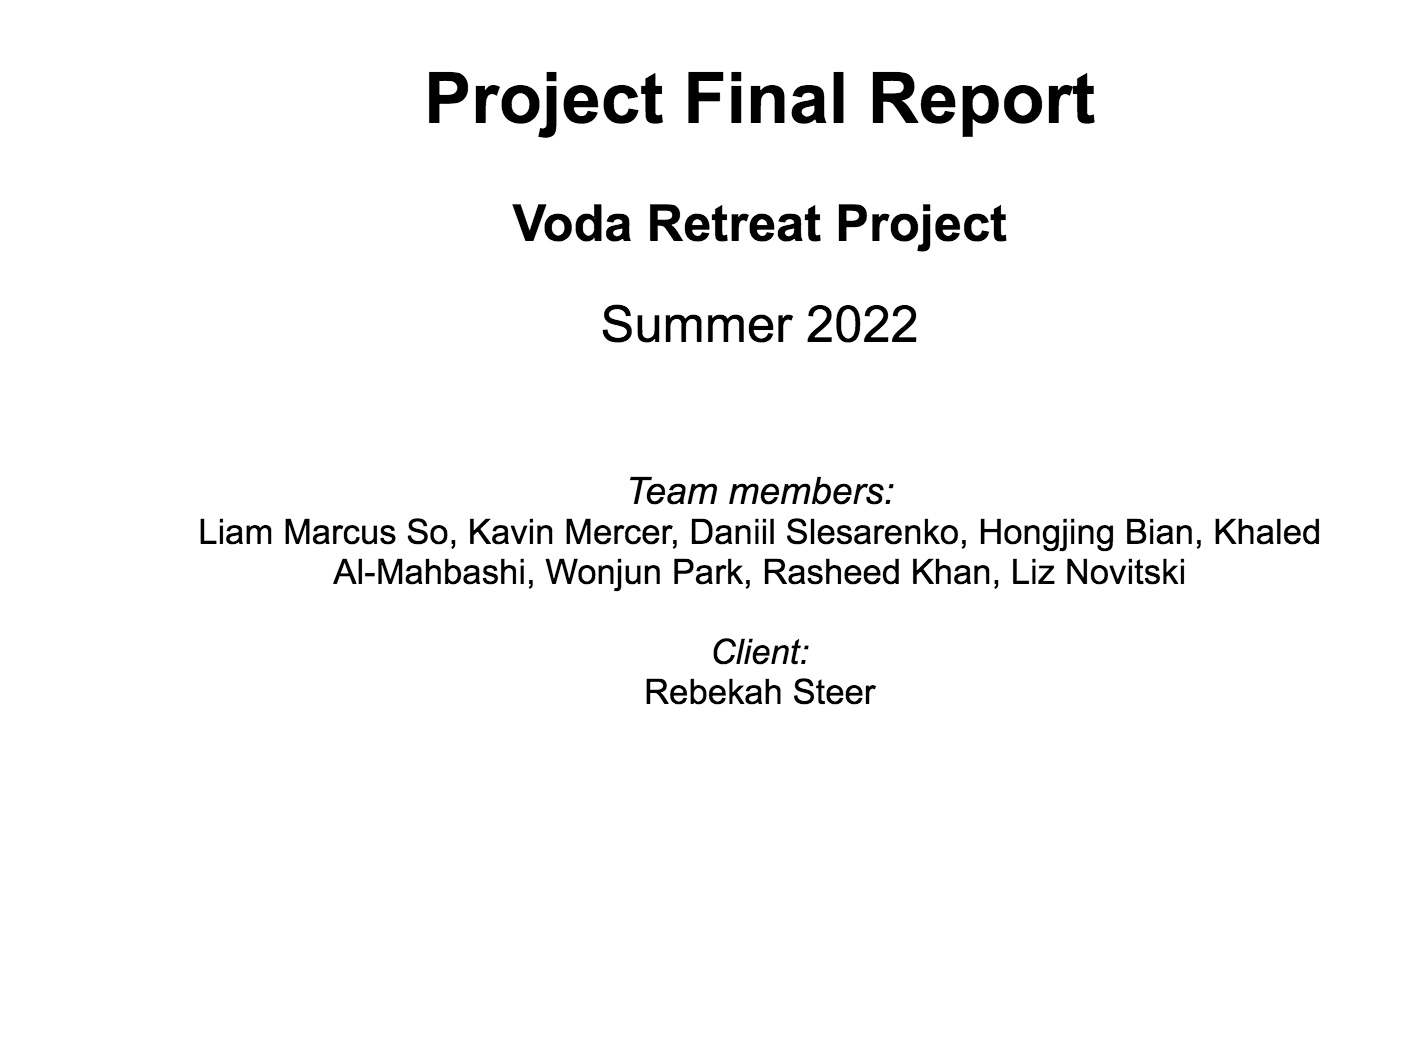 Project Final Report
Voda Retreat Project
Summer 2022
Team members:
Liam Marcus So, Kavin Mercer, Daniil Slesarenko, Hongjing Bian, Khaled
Al-Mahbashi, Wonjun Park, Rasheed Khan, Liz Novitski
Client:
Rebekah Steer